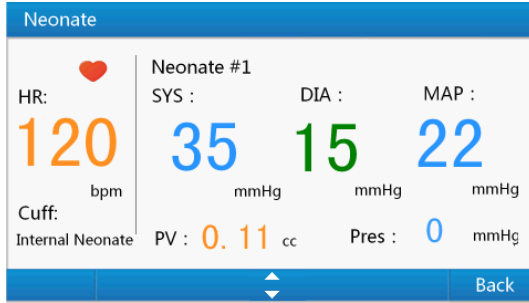 Neonate
HR:
120
bpm
Cuff:
Internal Neonate
Neonate #1
SYS : DIA : MAP :
35 15 22
mmHg mmHg mmHg
PV : 0.11 cc Pres : 0 mmHg
Back